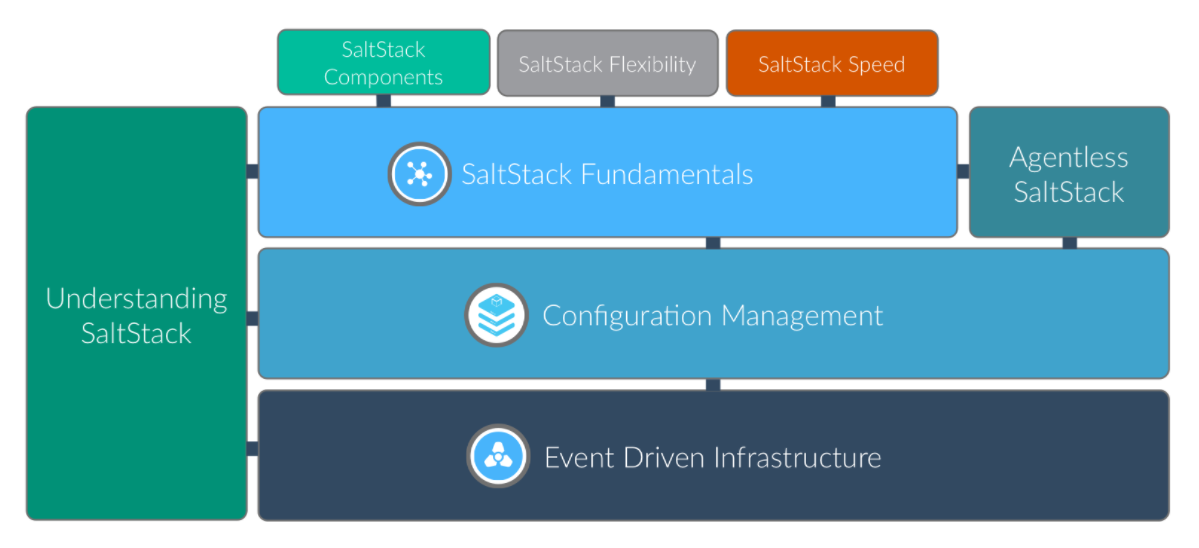 SaltStack
Components
SaltStack Flexibility
SaltStack Speed
Understanding
SaltStack
SaltStack Fundamentals
Agentless
SaltStack
Configuration Management
Event Driven Infrastructure